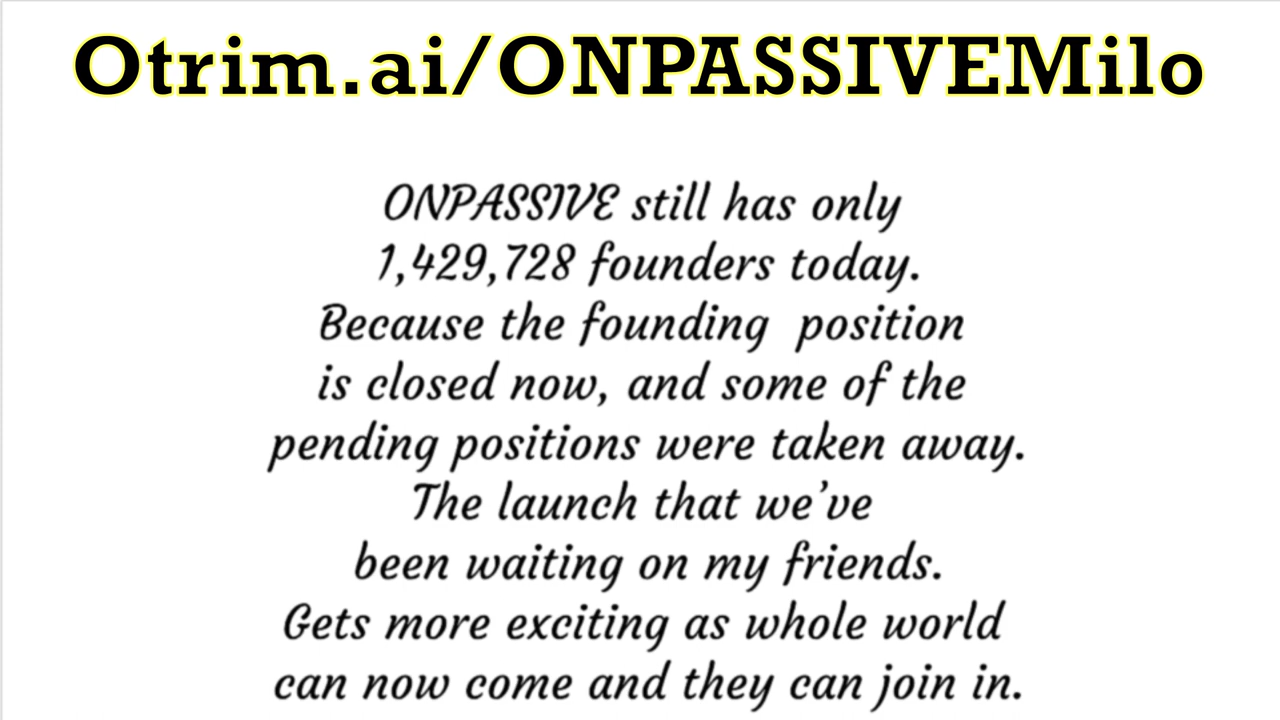 Otrim.ai/ONPASSIVEMilo
ONPASSIVE still has only
1,429,728 founders today.
Because the founding  position
is closed now, and some of the
pending positions were taken away.
The launch that we’ve
been waiting on my friends.
Gets more exciting as whole world
can now come and they can join in.